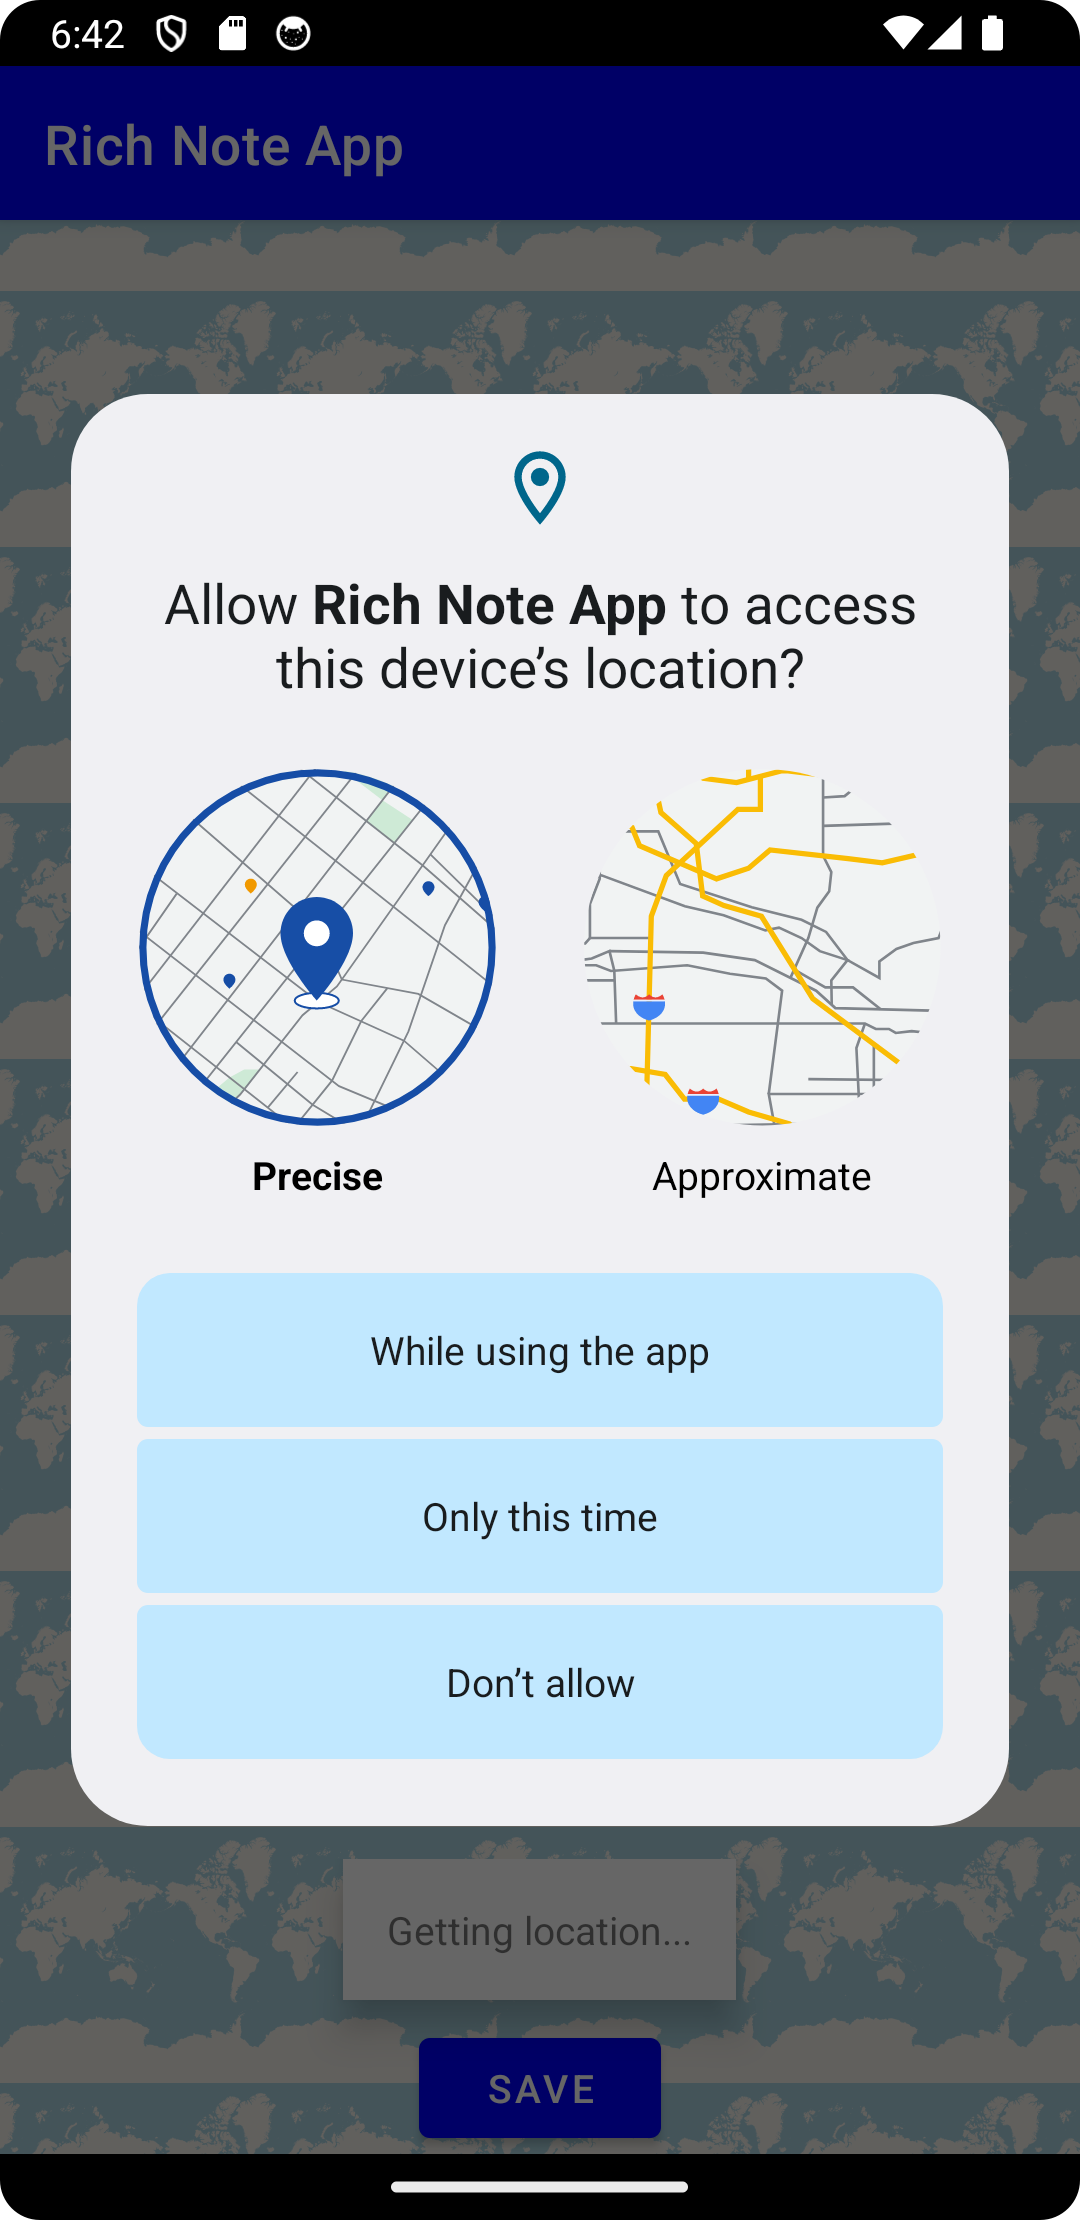 6:42
Rich Note App
Allow Rich Note App to access
this device’s location?
Precise
Approximate
While using the app
Only this time
Don’t allow
Getting location...
SAVE